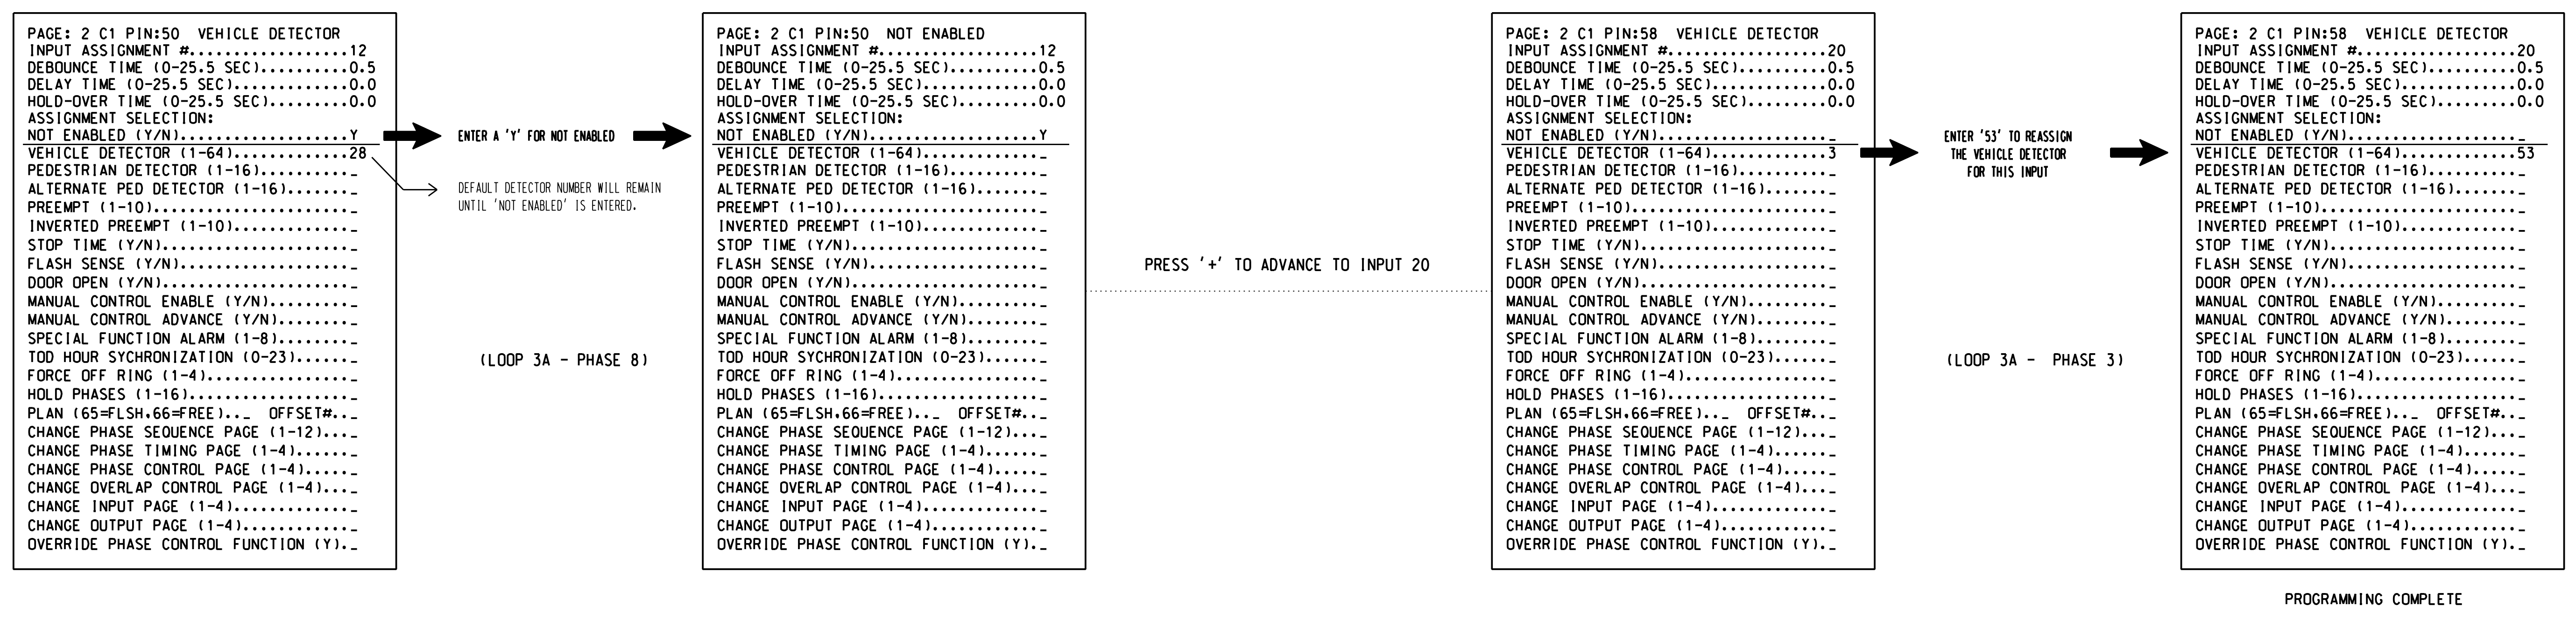 PAGE: 2 C1 PIN:50  VEHICLE DETECTOR
INPUT ASSIGNMENT #...................12
DEBOUNCE TIME (0-25.5 SEC)..........0.5
DELAY TIME (0-25.5 SEC).............0.0
HOLD-OVER TIME (0-25.5 SEC).........0.0
ASSIGNMENT SELECTION:
NOT ENABLED (Y/N)....................Y
VEHICLE DETECTOR (1-64)..............28
PEDESTRIAN DETECTOR (1-16)..........._
ALTERNATE PED DETECTOR (1-16)........_
PREEMPT (1-10)......................._
INVERTED PREEMPT (1-10).............._
STOP TIME (Y/N)......................_
FLASH SENSE (Y/N)...................._
DOOR OPEN (Y/N)......................_
MANUAL CONTROL ENABLE (Y/N).........._
MANUAL CONTROL ADVANCE (Y/N)........_
SPECIAL FUNCTION ALARM (1-8)........_
TOD HOUR SYCHRONIZATION (0-23)......._
FORCE OFF RING (1-4)................._
HOLD PHASES (1-16)..................._
PLAN (65=FLSH,66=FREE).._  OFFSET#.._
CHANGE PHASE SEQUENCE PAGE (1-12)..._
CHANGE PHASE TIMING PAGE (1-4)......_
CHANGE PHASE CONTROL PAGE (1-4)....._
CHANGE OVERLAP CONTROL PAGE (1-4)..._
CHANGE INPUT PAGE (1-4)............._
CHANGE OUTPUT PAGE (1-4)............_
OVERRIDE PHASE CONTROL FUNCTION (Y)._
ENTER A 'Y' FOR NOT ENABLED
DEFAULT DETECTOR NUMBER WILL REMAIN
UNTIL 'NOT ENABLED' IS ENTERED.
(LOOP 3A - PHASE 8)
PAGE: 2 C1 PIN:50  NOT ENABLED
INPUT ASSIGNMENT #...................12
DEBOUNCE TIME (0-25.5 SEC)..........0.5
DELAY TIME (0-25.5 SEC).............0.0
HOLD-OVER TIME (0-25.5 SEC).........0.0
ASSIGNMENT SELECTION:
NOT ENABLED (Y/N)....................Y
VEHICLE DETECTOR (1-64).............._
PEDESTRIAN DETECTOR (1-16)..........._
ALTERNATE PED DETECTOR (1-16)........_
PREEMPT (1-10)......................._
INVERTED PREEMPT (1-10).............._
STOP TIME (Y/N)......................_
FLASH SENSE (Y/N)...................._
DOOR OPEN (Y/N)......................_
MANUAL CONTROL ENABLE (Y/N).........._
MANUAL CONTROL ADVANCE (Y/N)........_
SPECIAL FUNCTION ALARM (1-8)........_
TOD HOUR SYCHRONIZATION (0-23)......._
FORCE OFF RING (1-4)................._
HOLD PHASES (1-16)..................._
PLAN (65=FLSH,66=FREE).._  OFFSET#.._
CHANGE PHASE SEQUENCE PAGE (1-12)..._
CHANGE PHASE TIMING PAGE (1-4)......_
CHANGE PHASE CONTROL PAGE (1-4)....._
CHANGE OVERLAP CONTROL PAGE (1-4)..._
CHANGE INPUT PAGE (1-4)............._
CHANGE OUTPUT PAGE (1-4)............_
OVERRIDE PHASE CONTROL FUNCTION (Y)._
PRESS '+' TO ADVANCE TO INPUT 20
PAGE: 2 C1 PIN:58  VEHICLE DETECTOR
INPUT ASSIGNMENT #...................20
DEBOUNCE TIME (0-25.5 SEC)..........0.5
DELAY TIME (0-25.5 SEC).............0.0
HOLD-OVER TIME (0-25.5 SEC).........0.0
ASSIGNMENT SELECTION:
NOT ENABLED (Y/N)...................._
VEHICLE DETECTOR (1-64)..............3
PEDESTRIAN DETECTOR (1-16)..........._
ALTERNATE PED DETECTOR (1-16)........_
PREEMPT (1-10)......................._
INVERTED PREEMPT (1-10).............._
STOP TIME (Y/N)......................_
FLASH SENSE (Y/N)...................._
DOOR OPEN (Y/N)......................_
MANUAL CONTROL ENABLE (Y/N).........._
MANUAL CONTROL ADVANCE (Y/N)........_
SPECIAL FUNCTION ALARM (1-8)........_
TOD HOUR SYCHRONIZATION (0-23)......._
FORCE OFF RING (1-4)................._
HOLD PHASES (1-16)..................._
PLAN (65=FLSH,66=FREE).._  OFFSET#.._
CHANGE PHASE SEQUENCE PAGE (1-12)..._
CHANGE PHASE TIMING PAGE (1-4)......_
CHANGE PHASE CONTROL PAGE (1-4)....._
CHANGE OVERLAP CONTROL PAGE (1-4)..._
CHANGE INPUT PAGE (1-4)............._
CHANGE OUTPUT PAGE (1-4)............_
OVERRIDE PHASE CONTROL FUNCTION (Y)._
ENTER '53' TO REASSIGN
THE VEHICLE DETECTOR
FOR THIS INPUT
(LOOP 3A -  PHASE 3)
PAGE: 2 C1 PIN:58  VEHICLE DETECTOR
INPUT ASSIGNMENT #...................20
DEBOUNCE TIME (0-25.5 SEC)..........0.5
DELAY TIME (0-25.5 SEC).............0.0
HOLD-OVER TIME (0-25.5 SEC).........0.0
ASSIGNMENT SELECTION:
NOT ENABLED (Y/N)...................._
VEHICLE DETECTOR (1-64)..............53
PEDESTRIAN DETECTOR (1-16)..........._
ALTERNATE PED DETECTOR (1-16)........_
PREEMPT (1-10)......................._
INVERTED PREEMPT (1-10).............._
STOP TIME (Y/N)......................_
FLASH SENSE (Y/N)...................._
DOOR OPEN (Y/N)......................_
MANUAL CONTROL ENABLE (Y/N).........._
MANUAL CONTROL ADVANCE (Y/N)........_
SPECIAL FUNCTION ALARM (1-8)........_
TOD HOUR SYCHRONIZATION (0-23)......._
FORCE OFF RING (1-4)................._
HOLD PHASES (1-16)..................._
PLAN (65=FLSH,66=FREE).._  OFFSET#.._
CHANGE PHASE SEQUENCE PAGE (1-12)..._
CHANGE PHASE TIMING PAGE (1-4)......_
CHANGE PHASE CONTROL PAGE (1-4)....._
CHANGE OVERLAP CONTROL PAGE (1-4)..._
CHANGE INPUT PAGE (1-4)............._
CHANGE OUTPUT PAGE (1-4)............_
OVERRIDE PHASE CONTROL FUNCTION (Y)._
PROGRAMMING COMPLETE